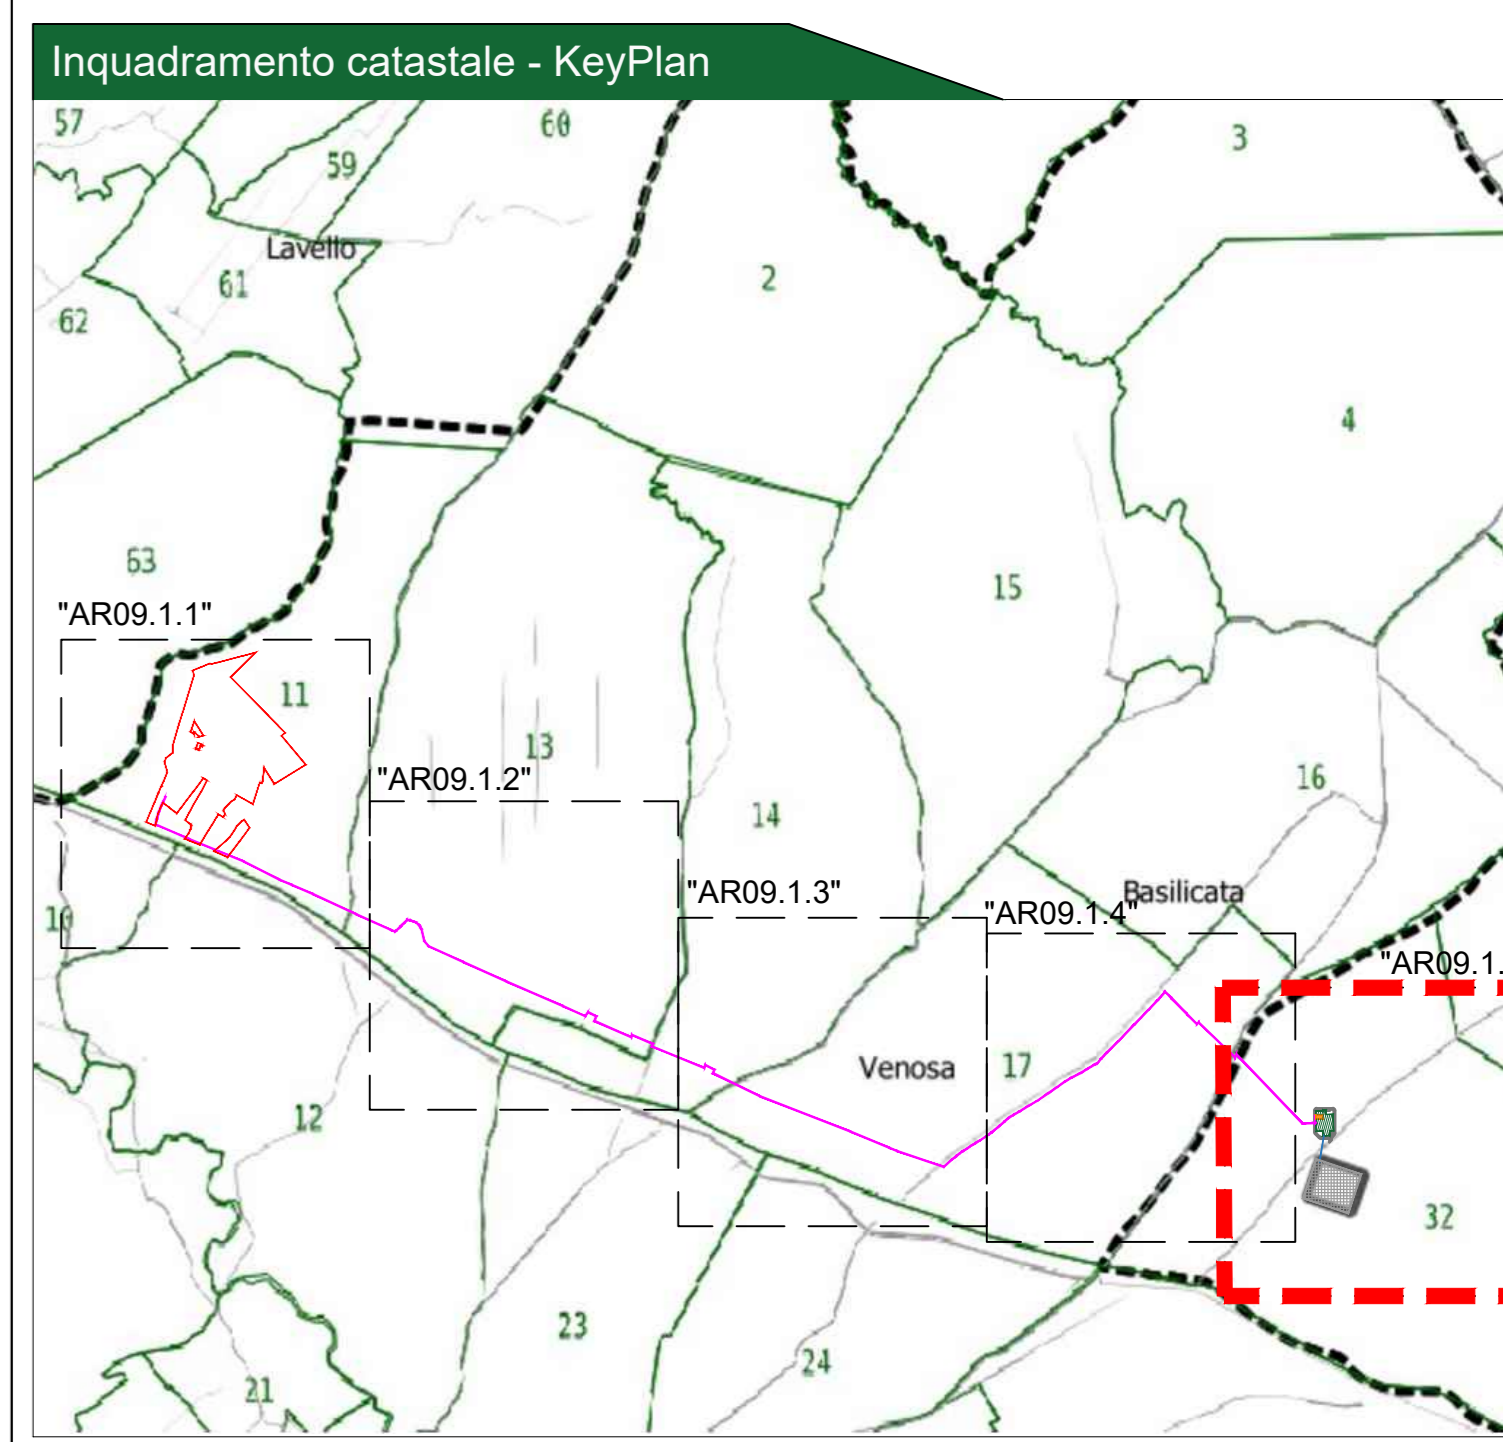 Inquadramento catastale - KeyPlan
57
60
3
59
Lavello
2
61
62
4
63
15
"AR09.1.1"
11
13
"AR09.1.2"
16
14
"AR09.1.3"
Basilicata
"AR09.1.4"
10
"AR09.1.
Venosa
17
12
32
23
24
21